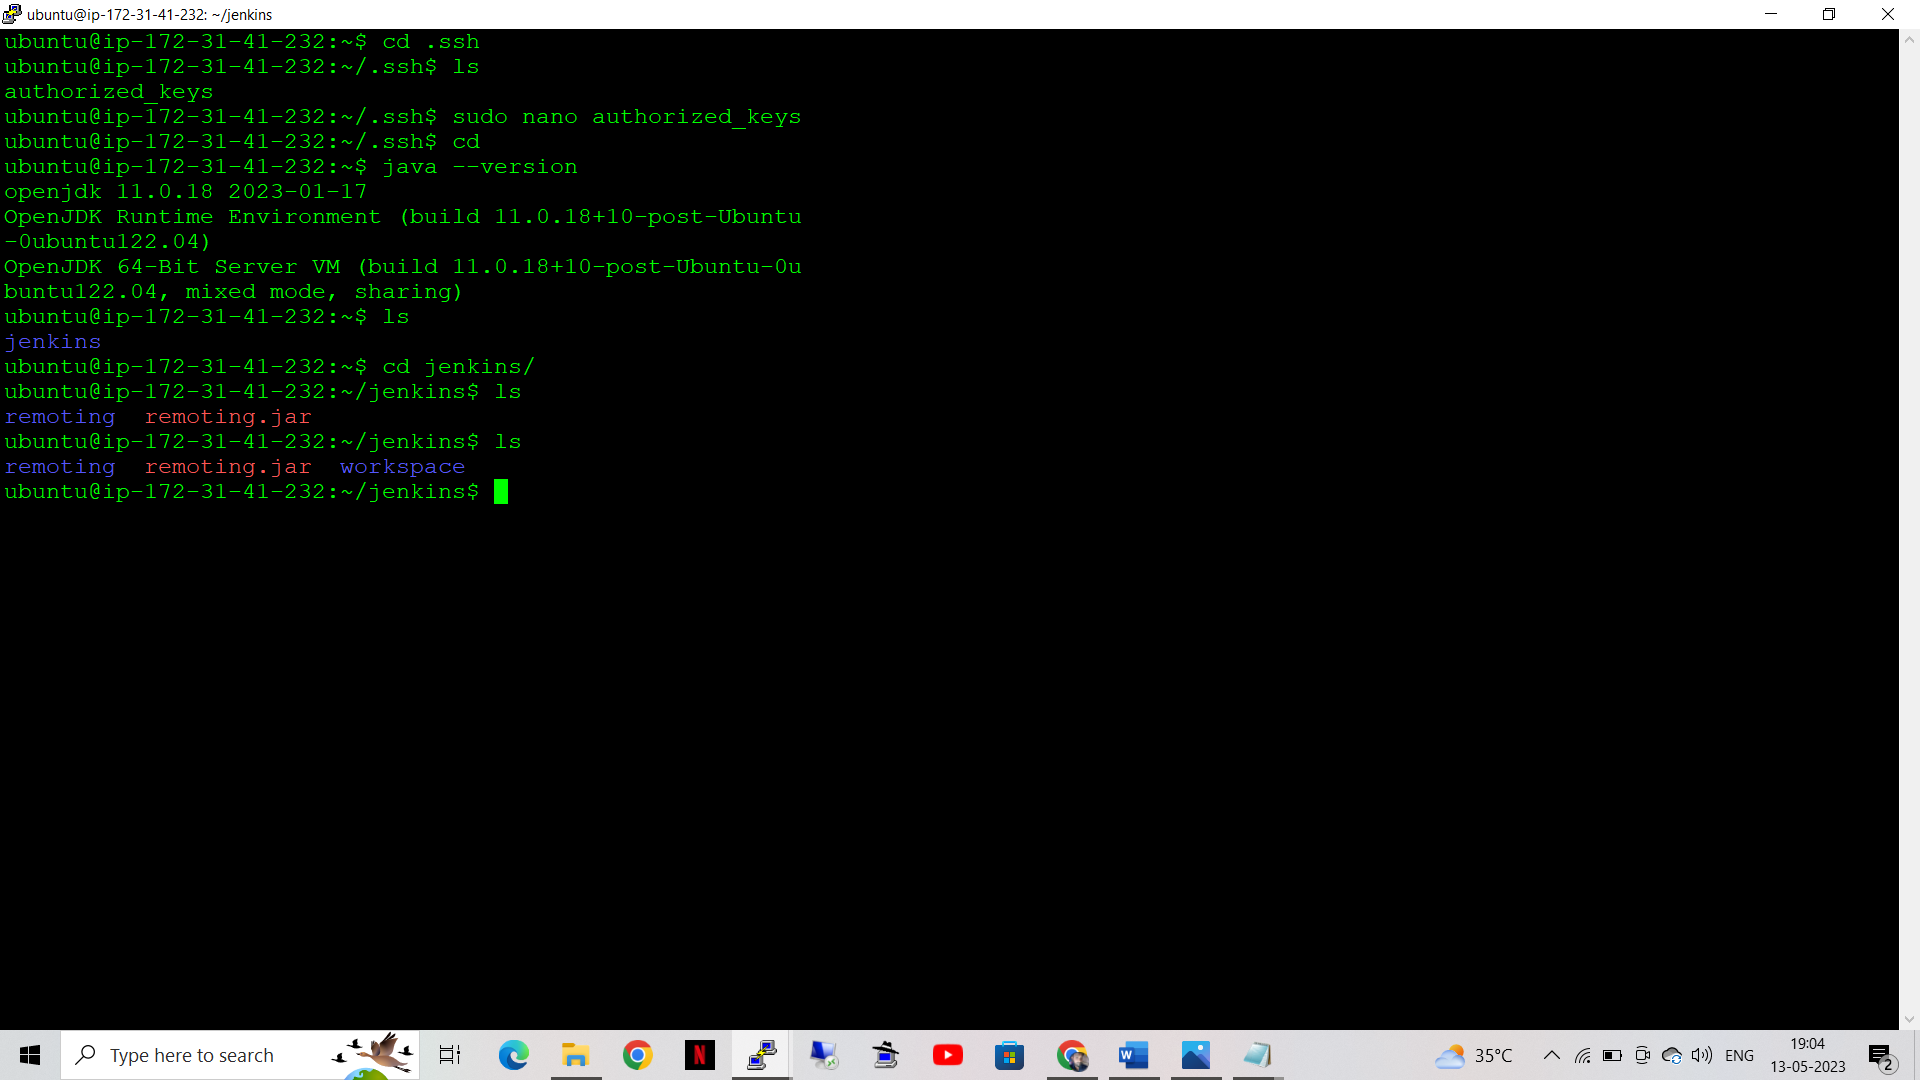 ubuntu@ip-172-31-41-232: ~/jenkins
ubuntu@ip-172-31-41-232:~$ cd .ssh
ubuntu@ip-172-31-41-232:~/.ssh$ ls
authorized_keys
ubuntu@ip-172-31-41-232:~/.ssh$ sudo nano authorized_keys
ubuntu@ip-172-31-41-232:~/.ssh$ cd
ubuntu@ip-172-31-41-232:~$ java --version
openjdk 11.0.18 2023-01-17
OpenJDK Runtime Environment (build 11.0.18+10-post-Ubuntu
-0ubuntu122.04)
OpenJDK 64-Bit Server VM (build 11.0.18+10-post-Ubuntu-0u
buntu122.04, mixed mode, sharing)
ubuntu@ip-172-31-41-232:~$ ls
jenkins
ubuntu@ip-172-31-41-232:~$ cd jenkins/
ubuntu@ip-172-31-41-232:~/jenkins$ ls
remoting  remoting.jar
ubuntu@ip-172-31-41-232:~/jenkins$ ls
remoting  remoting.jar  workspace
ubuntu@ip-172-31-41-232:~/jenkins$
Type here to search
N
W
35°C
ENG
19:04
13-05-2023
2